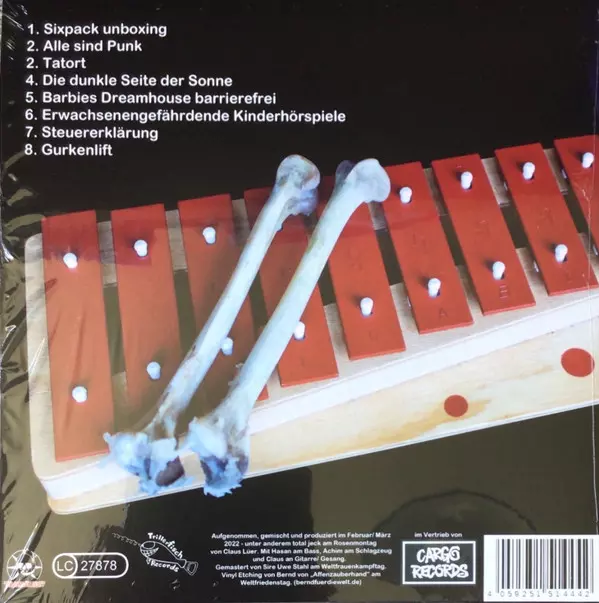 1. Sixpack unboxing
2. Alle sind Punk
2. Tatort
4. Die dunkle Seite der Sonne
5. Barbies Dreamhouse barrierefrei
6. Erwachsenengefährdende Kinderhörspiele
7. Steuererklärung
8. Gurkenlift
Trillerfisch
Records
LC 27878
Aufgenommen, gemischt und produziert im Februar/ März
2022 - unter anderem total jeck am Rosenmontag
von Claus Lüer. Mit Hasan am Bass, Achim am Schlagzeug
und Claus an Gitarre/ Gesang.
Gemastert von Sire Uwe Stahl am Weltfrauenkampftag.
Vinyl Etching von Bernd von „Affenzauberhand" am
Weltfriedenstag. (berndfuerdiewelt.de)
im Vertrieb von
CARGO
RECORDS
4 059251 514442